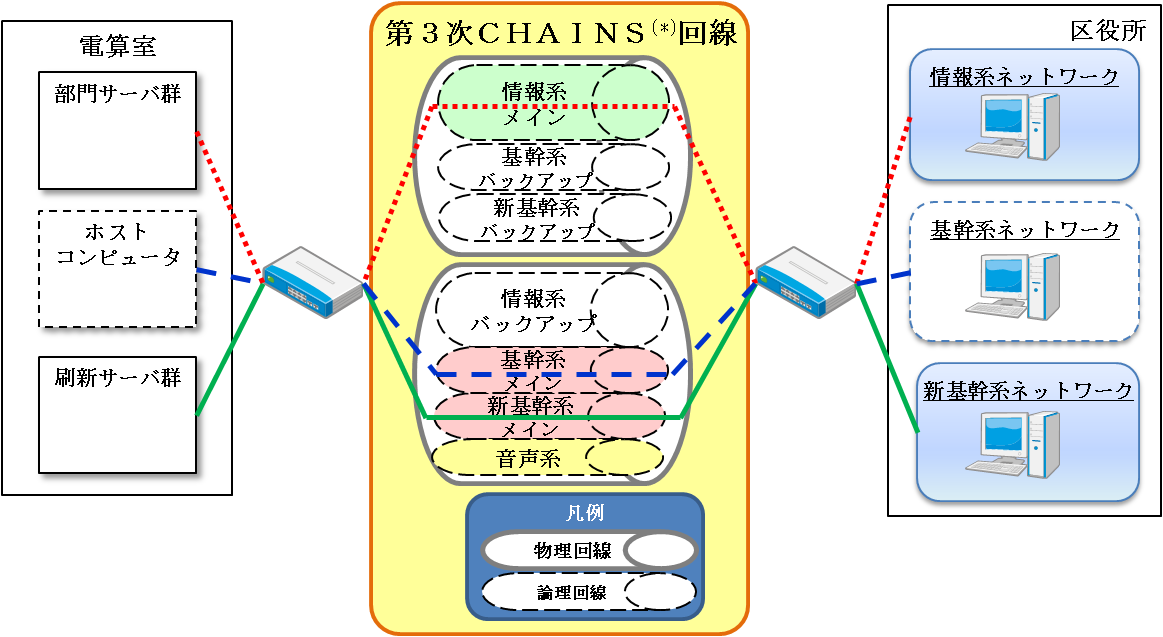 電算室
部門サーバ群
ホスト
コンピュータ
刷新サーバ群
第３次ＣＨＡＩＮＳ(*)回線
情報系
メイン
基幹系
バックアップ
新基幹系
バックアップ
情報系
バックアップ
基幹系
メイン
新基幹系
メイン
音声系
凡例
物理回線
論理回線
区役所
情報系ネットワーク
基幹系ネットワーク
新基幹系ネットワーク